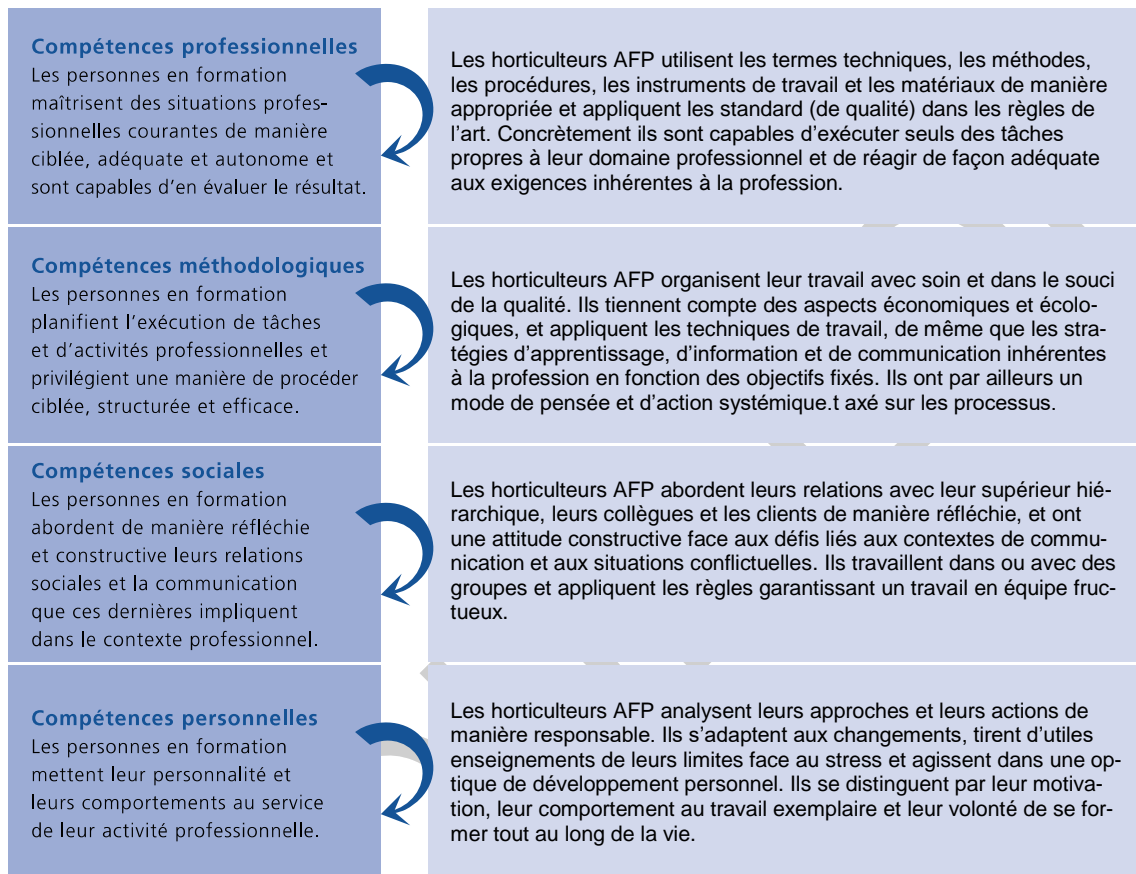 Compétences professionnelles
Les personnes en formation
maîtrisent des situations profes-
sionnelles courantes de manière
ciblée, adéquate et autonome et
sont capables d'en évaluer le résultat.
Les horticulteurs AFP utilisent les termes techniques, les méthodes,
les procédures, les instruments de travail et les matériaux de manière
appropriée et appliquent les standard (de qualité) dans les règles de
l'art. Concrètement ils sont capables d'exécuter seuls des tâches
propres à leur domaine professionnel et de réagir de façon adéquate
aux exigences inhérentes à la profession.
Compétences méthodologiques
Les personnes en formation
planifient l'exécution de tâches
et d'activités professionnelles et
privilégient une manière de procéder
ciblée, structurée et efficace.
Les horticulteurs AFP organisent leur travail avec soin et dans le souci
de la qualité. Ils tiennent compte des aspects économiques et écolo-
giques, et appliquent les techniques de travail, de même que les stra-
tégies d'apprentissage, d'information et de communication inhérentes
à la profession en fonction des objectifs fixés. Ils ont par ailleurs un
mode de pensée et d'action systémique.t axé sur les processus.
Compétences sociales
Les personnes en formation
abordent de manière réfléchie
et constructive leurs relations
sociales et la communication
que ces dernières impliquent
dans le contexte professionnel.
Les horticulteurs AFP abordent leurs relations avec leur supérieur hié-
rarchique, leurs collègues et les clients de manière réfléchie, et ont
une attitude constructive face aux défis liés aux contextes de commu-
nication et aux situations conflictuelles. Ils travaillent dans ou avec des
groupes et appliquent les règles garantissant un travail en équipe fruc-
tueux.
Compétences personnelles
Les personnes en formation
mettent leur personnalité et
leurs comportements au service
de leur activité professionnelle.
Les horticulteurs AFP analysent leurs approches et leurs actions de
manière responsable. Ils s'adaptent aux changements, tirent d'utiles
enseignements de leurs limites face au stress et agissent dans une op-
tique de développement personnel. Ils se distinguent par leur motiva-
tion, leur comportement au travail exemplaire et leur volonté de se for-
mer tout au long de la vie.